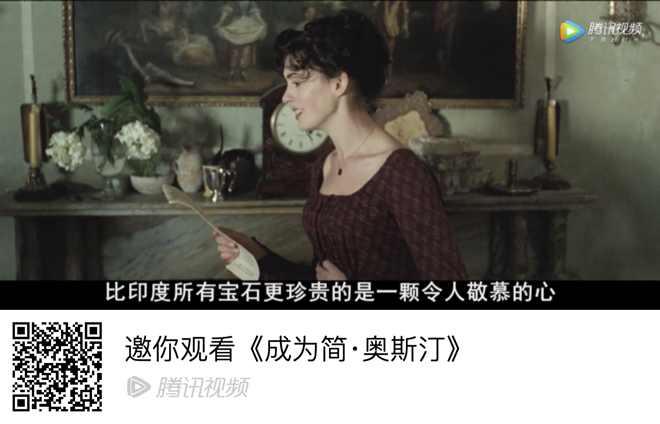 腾讯视频
比印度所有宝石更珍贵的是一颗令人敬慕的心
邀你观看《成为简·奥斯汀》
腾讯视频